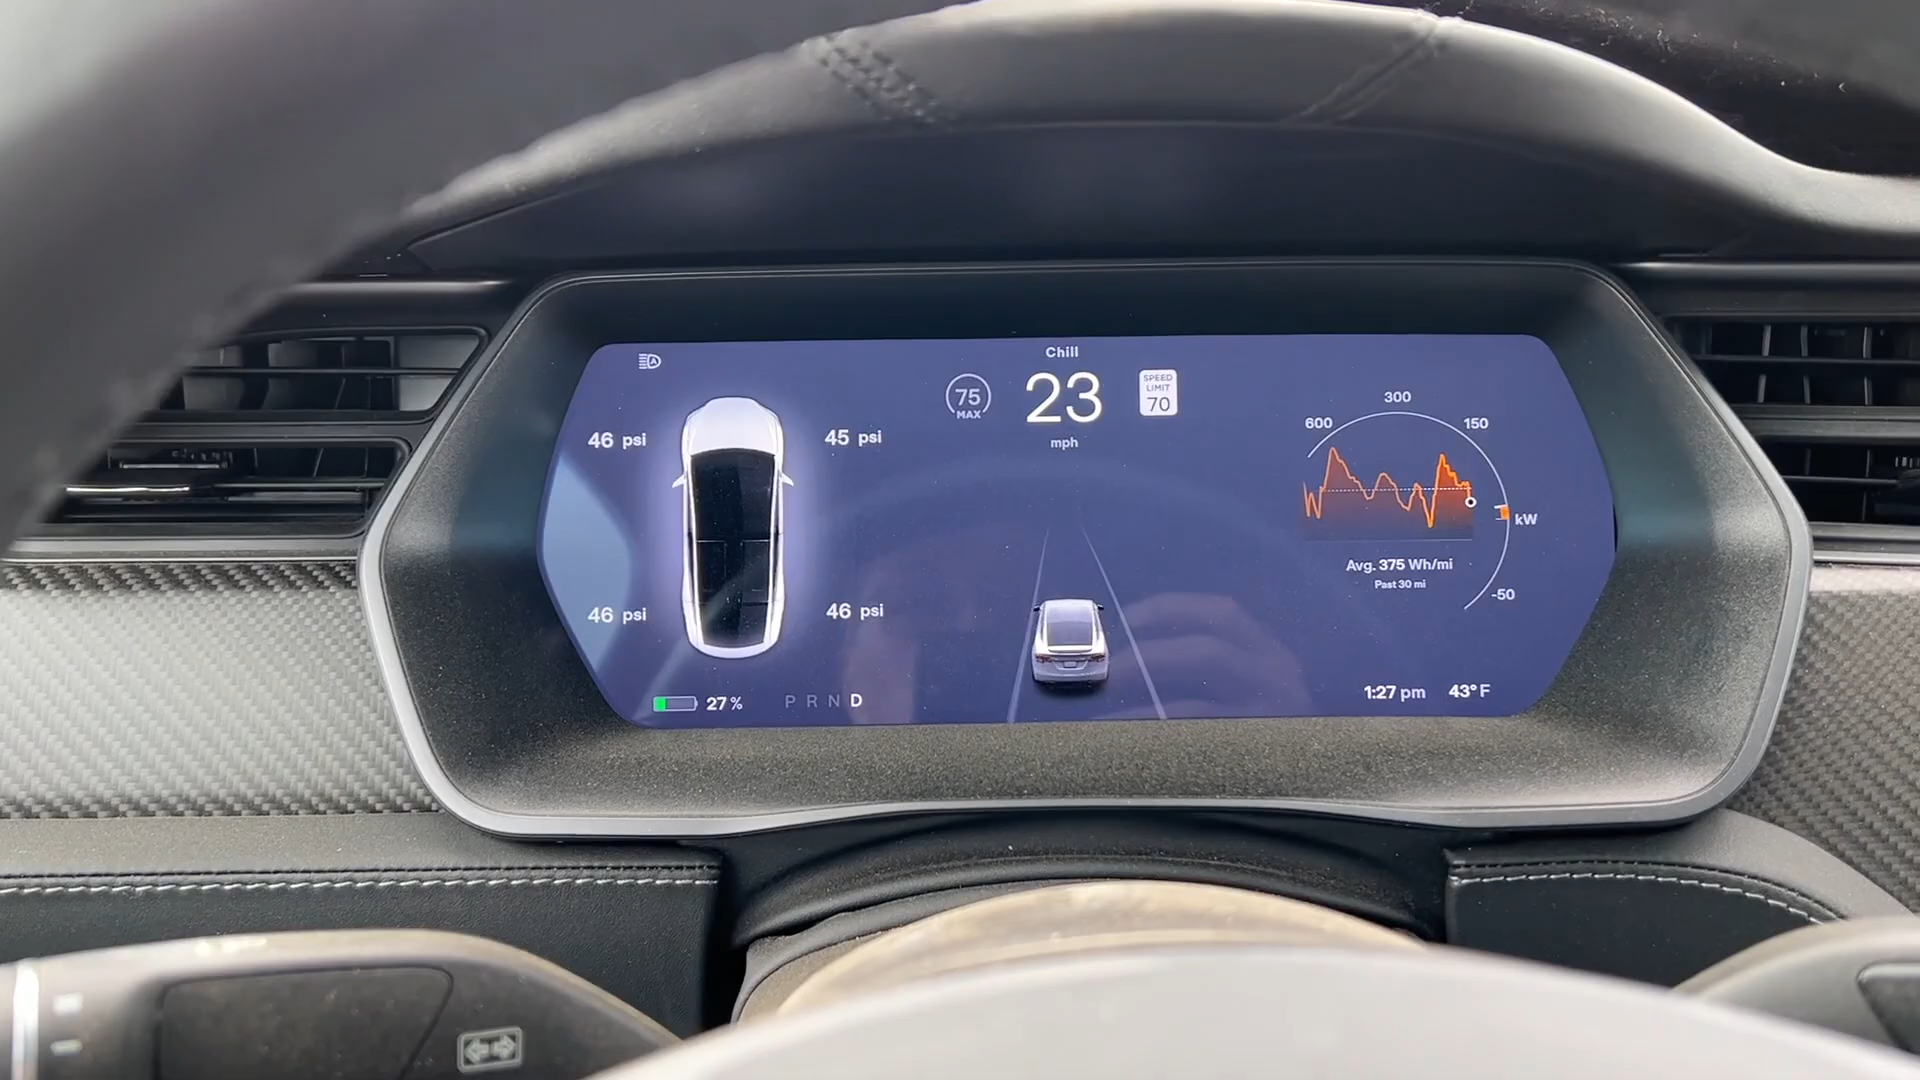 Chill
75
MAX
23
mph
SPEED
LIMIT
70
46 psi
45 psi
46 psi
46 psi
27 %
P R N D
300
600
150
kW
-50
Avg. 375 Wh/mi
Past 30 mi
1:27 pm 43°F